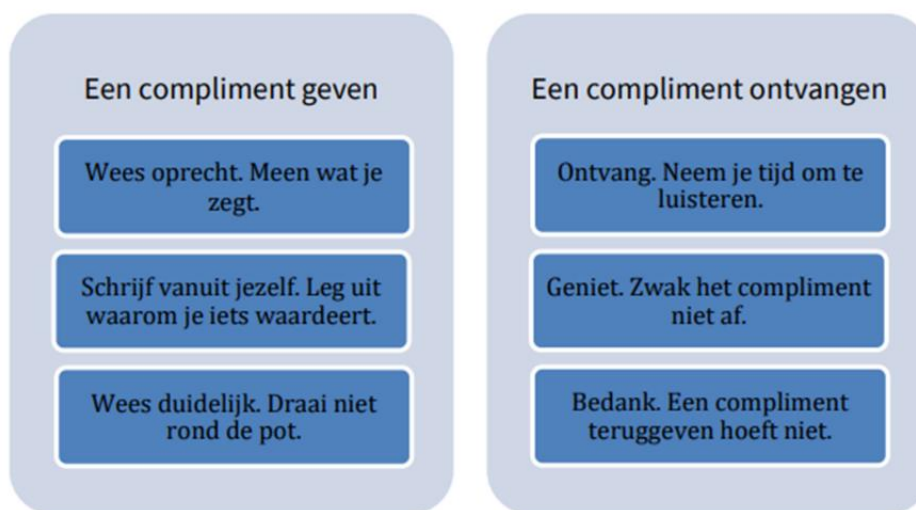 Een compliment geven
Wees oprecht. Meen wat je
zegt.
Schrijf vanuit jezelf. Leg uit
waarom je iets waardeert.
Wees duidelijk. Draai niet
rond de pot.
Een compliment ontvangen
Ontvang. Neem je tijd om te
luisteren.
Geniet. Zwak het compliment
niet af.
Bedank. Een compliment
teruggeven hoeft niet.